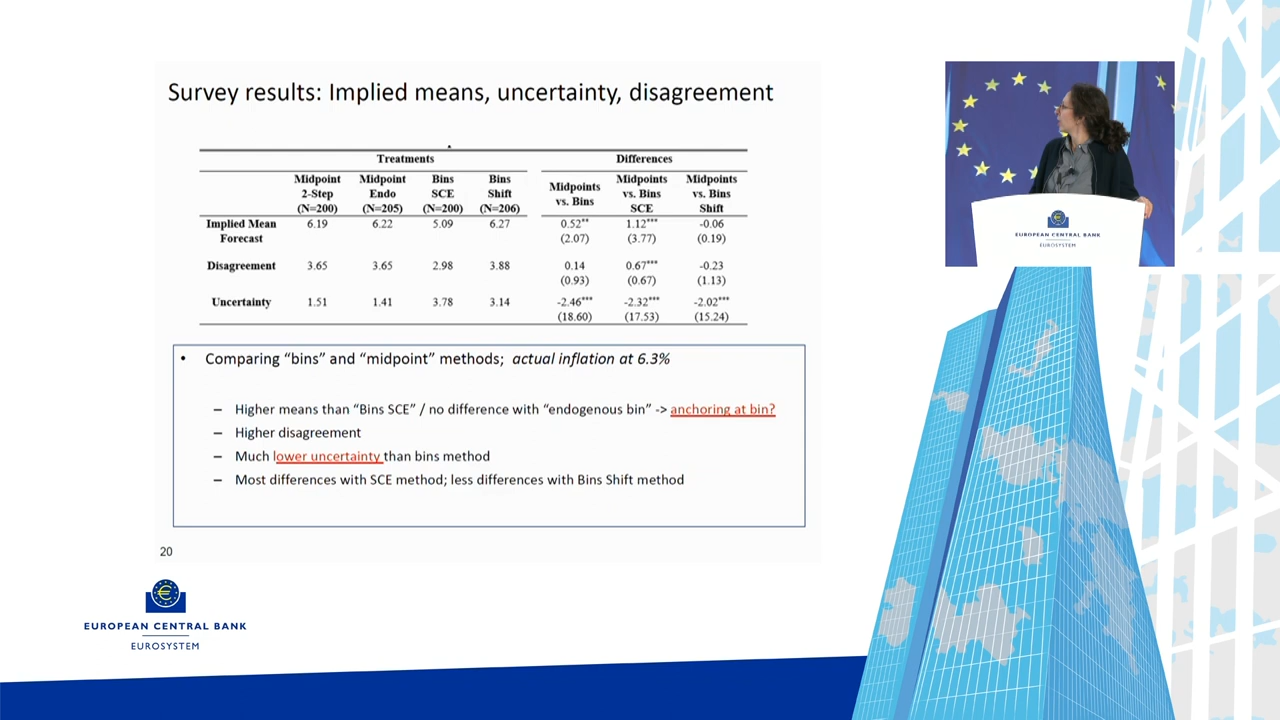 Survey results: Implied means, uncertainty, disagreement
Treatments Differences
Midpoint 2-Step (N=200) Midpoint Endo (N=205) Bins SCE (N=200) Bins Shift (N=206) Midpoints vs. Bins Midpoints vs. Bins SCE Midpoints vs. Bins Shift
Implied Mean Forecast 6.19 6.22 5.09 6.27 0.52** 1.12*** -0.06
(2.07) (3.77) (0.19)
Disagreement 3.65 3.65 2.98 3.88 0.14 0.67*** -0.23
(0.93) (0.67) (1.13)
Uncertainty 1.51 1.41 3.78 3.14 -2.46*** -2.32*** -2.02***
(18.60) (17.53) (15.24)
• Comparing “bins” and “midpoint” methods; actual inflation at 6.3%
– Higher means than “Bins SCE” / no difference with “endogenous bin” -> anchoring at bin?
– Higher disagreement
– Much lower uncertainty than bins method
– Most differences with SCE method; less differences with Bins Shift method
20
EUROPEAN CENTRAL BANK
EUROSYSTEM
EUROPEAN CENTRAL BANK
EUROSYSTEM